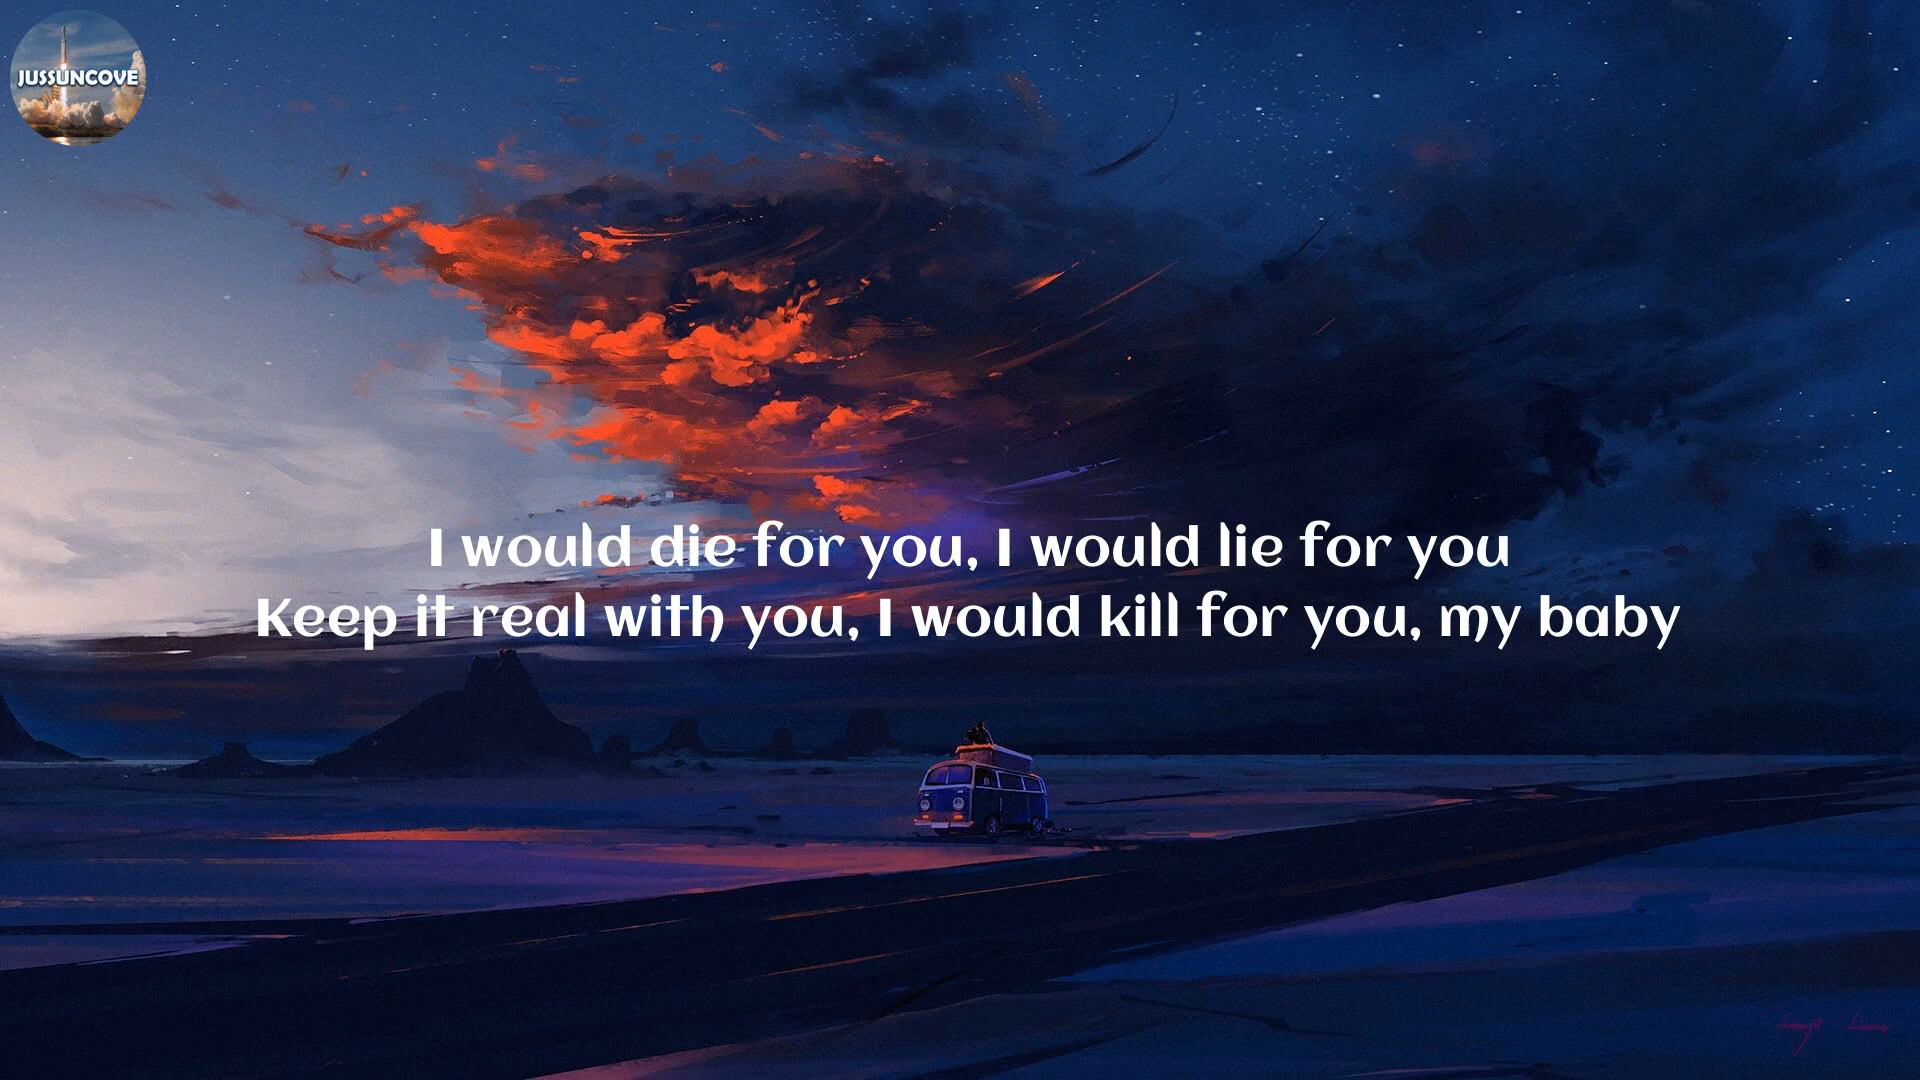 JUSSUNCOVE
I would die for you, I would lie for you
Keep it real with you, I would kill for you, my baby